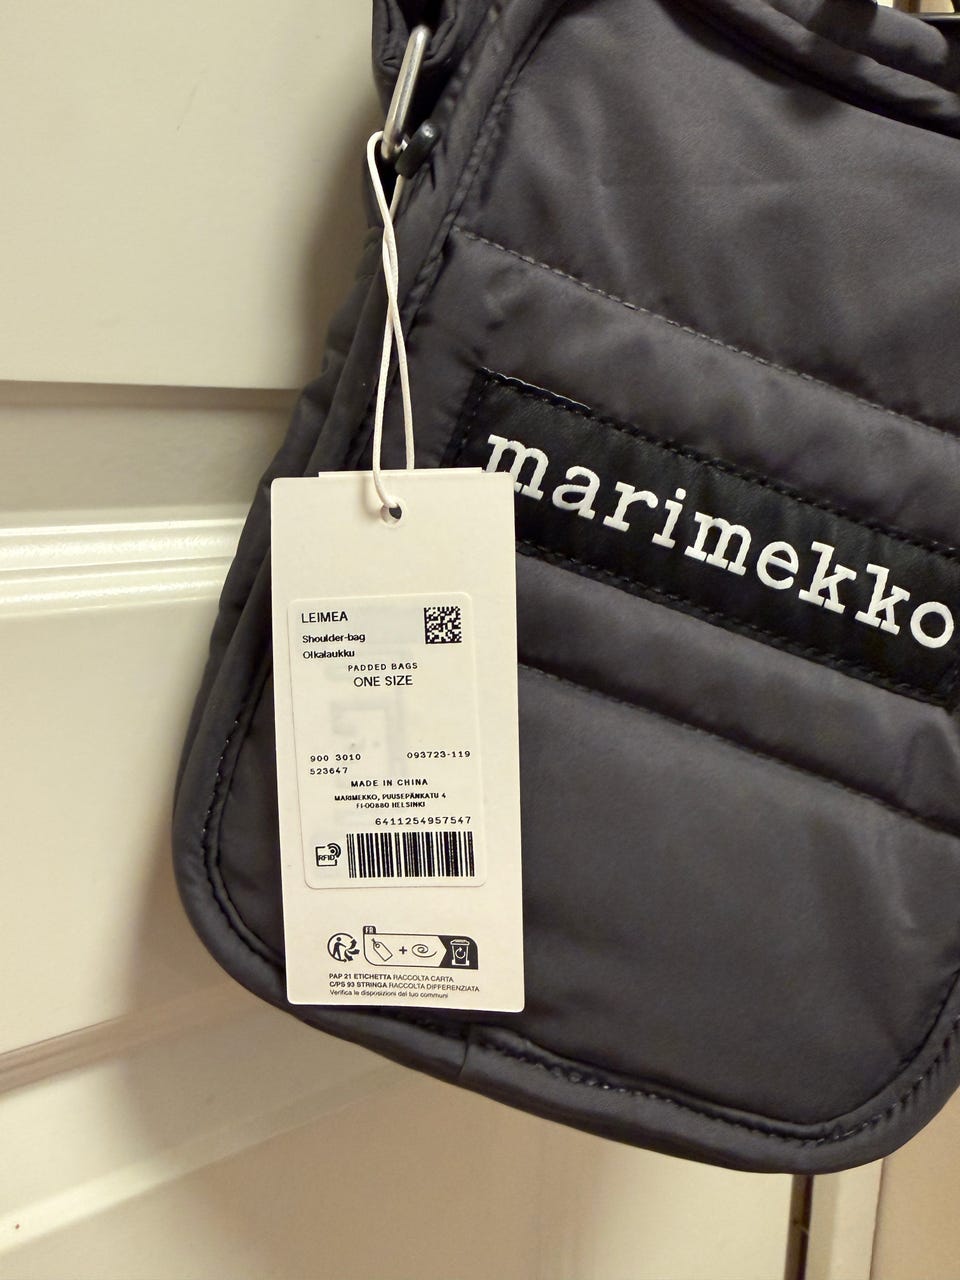 marimekko
LEIMEA
Shoulder-bag
Olkalaukku
PADDED BAGS
ONE SIZE
900 3010 093723-119
523647
MADE IN CHINA
MARIMEKKO, PUUSEPÄNKATU 4
FI-00880 HELSINKI
6411254957547
RFID
FR
+
PAP 21 ETICHETTA RACCOLTA CARTA
C/PS 93 STRINGA RACCOLTA DIFFERENZIATA
Verifica le disposizioni del tuo comuni